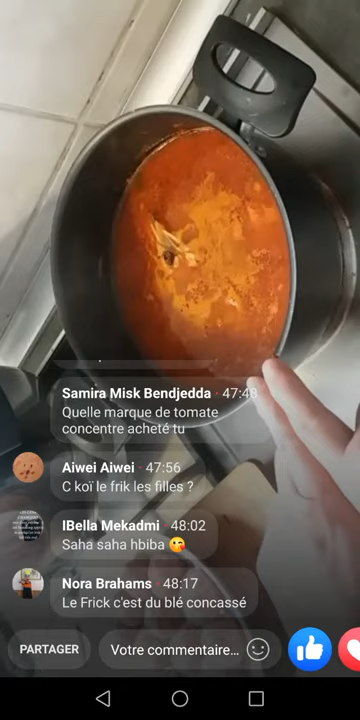 Samira Misk Bendjedda · 47:48
Quelle marque de tomate
concentre acheté tu
Aiwei Aiwei · 47:56
C koï le frik les filles ?
IBella Mekadmi · 48:02
Saha saha hbiba 😘
Nora Brahams · 48:17
Le Frick c'est du blé concassé
PARTAGER
Votre commentaire...